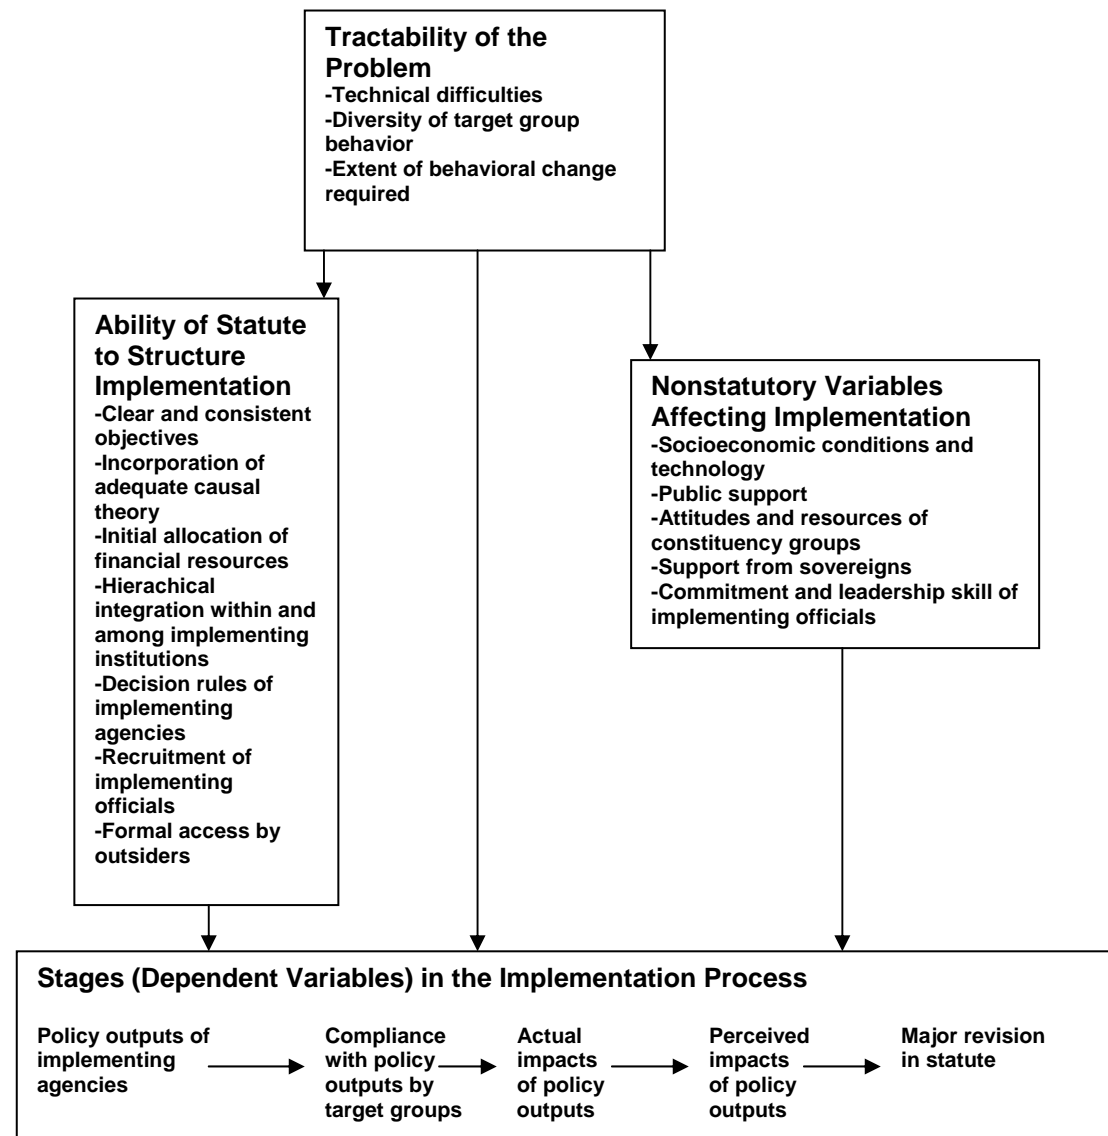 Tractability of the
Problem
-Technical difficulties
-Diversity of target group
behavior
-Extent of behavioral change
required
Ability of Statute
to Structure
Implementation
-Clear and consistent
objectives
-Incorporation of
adequate causal
theory
-Initial allocation of
financial resources
-Hierachical
integration within and
among implementing
institutions
-Decision rules of
implementing
agencies
-Recruitment of
implementing
officials
-Formal access by
outsiders
Nonstatutory Variables
Affecting Implementation
-Socioeconomic conditions and
technology
-Public support
-Attitudes and resources of
constituency groups
-Support from sovereigns
-Commitment and leadership skill of
implementing officials
Stages (Dependent Variables) in the Implementation Process
Policy outputs of
implementing
agencies
Compliance
with policy
outputs by
target groups
Actual
impacts
of policy
outputs
Perceived
impacts
of policy
outputs
Major revision
in statute